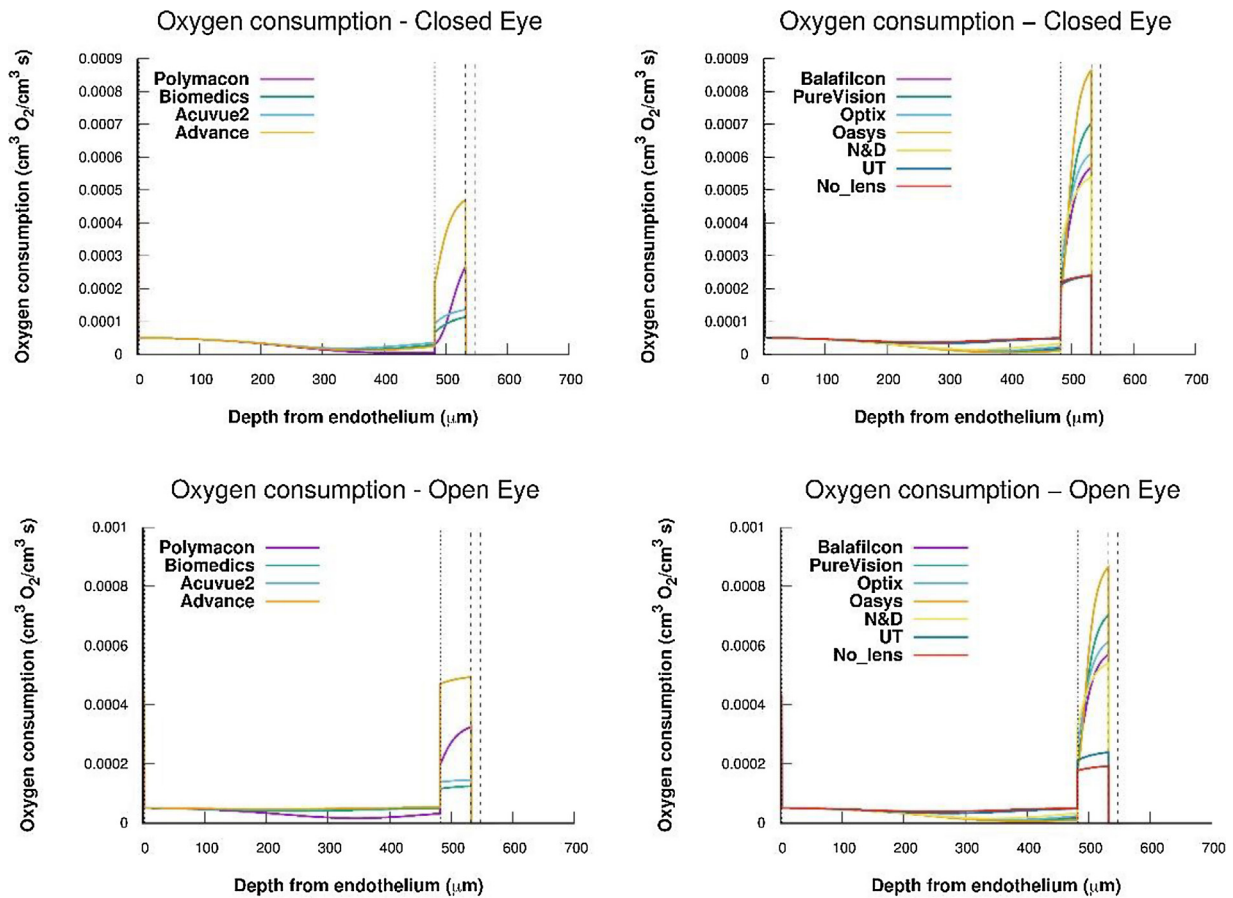 Oxygen consumption - Closed Eye
Oxygen consumption (cm³ O₂/cm³ s)
0.0009
0.0008
0.0007
0.0006
0.0005
0.0004
0.0003
0.0002
0.0001
0
Polymacon
Biomedics
Acuvue2
Advance
0 100 200 300 400 500 600 700
Depth from endothelium (μm)
Oxygen consumption – Closed Eye
Oxygen consumption (cm³ O₂/cm³ s)
0.0009
0.0008
0.0007
0.0006
0.0005
0.0004
0.0003
0.0002
0.0001
0
Balafilcon
PureVision
Optix
Oasys
N&D
UT
No_lens
0 100 200 300 400 500 600 700
Depth from endothelium (μm)
Oxygen consumption - Open Eye
Oxygen consumption (cm³ O₂/cm³ s)
0.001
0.0008
0.0006
0.0004
0.0002
0
Polymacon
Biomedics
Acuvue2
Advance
0 100 200 300 400 500 600 700
Depth from endothelium (μm)
Oxygen consumption – Open Eye
Oxygen consumption (cm³ O₂/cm³ s)
0.001
0.0008
0.0006
0.0004
0.0002
0
Balafilcon
PureVision
Optix
Oasys
N&D
UT
No_lens
0 100 200 300 400 500 600 700
Depth from endothelium (μm)